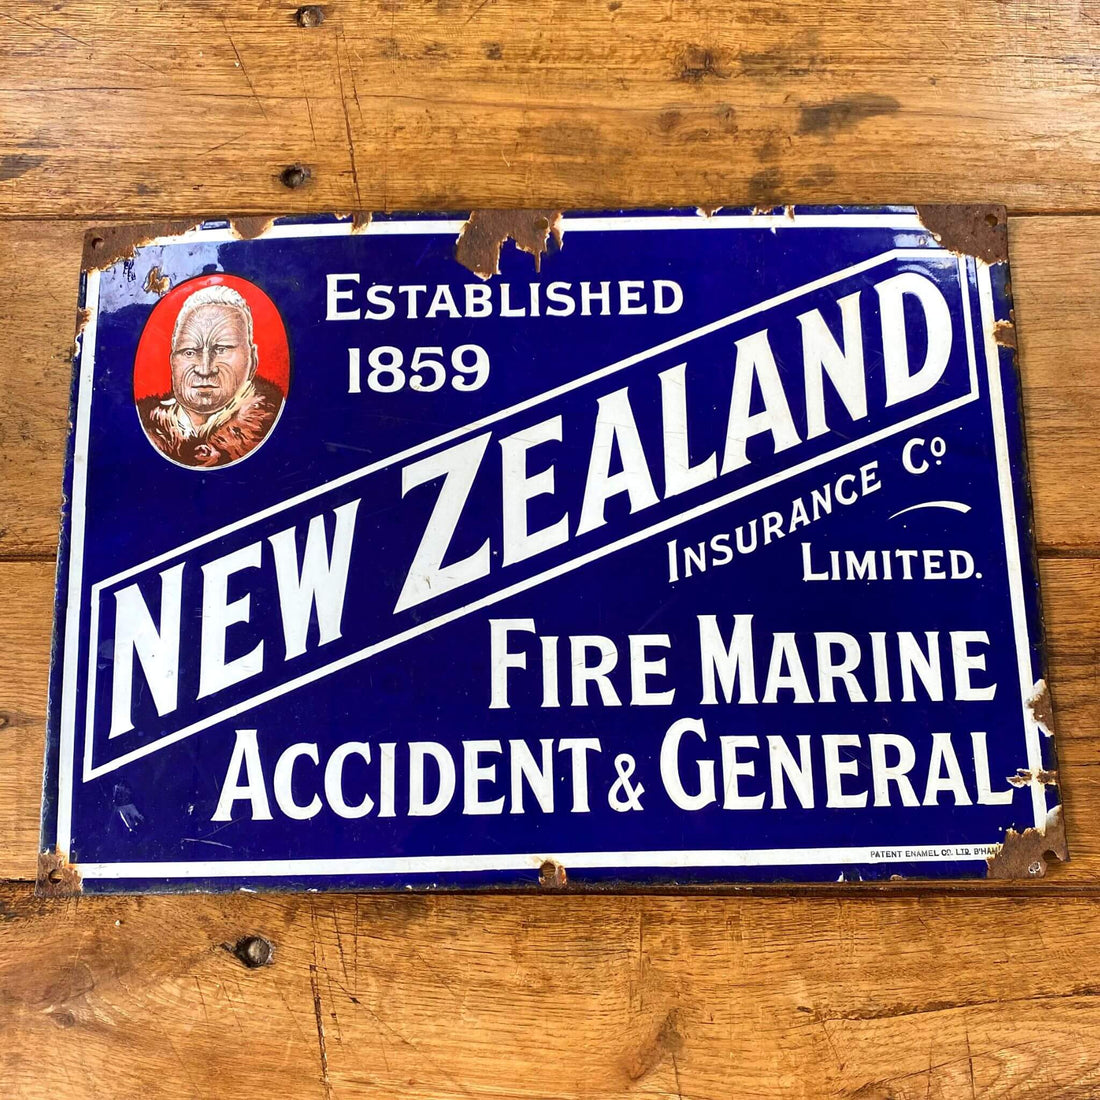 ESTABLISHED
1859
NEW ZEALAND
INSURANCE Co
LIMITED.
FIRE MARINE
ACCIDENT & GENERAL
PATENT ENAMEL CO. LTD. B'HAM